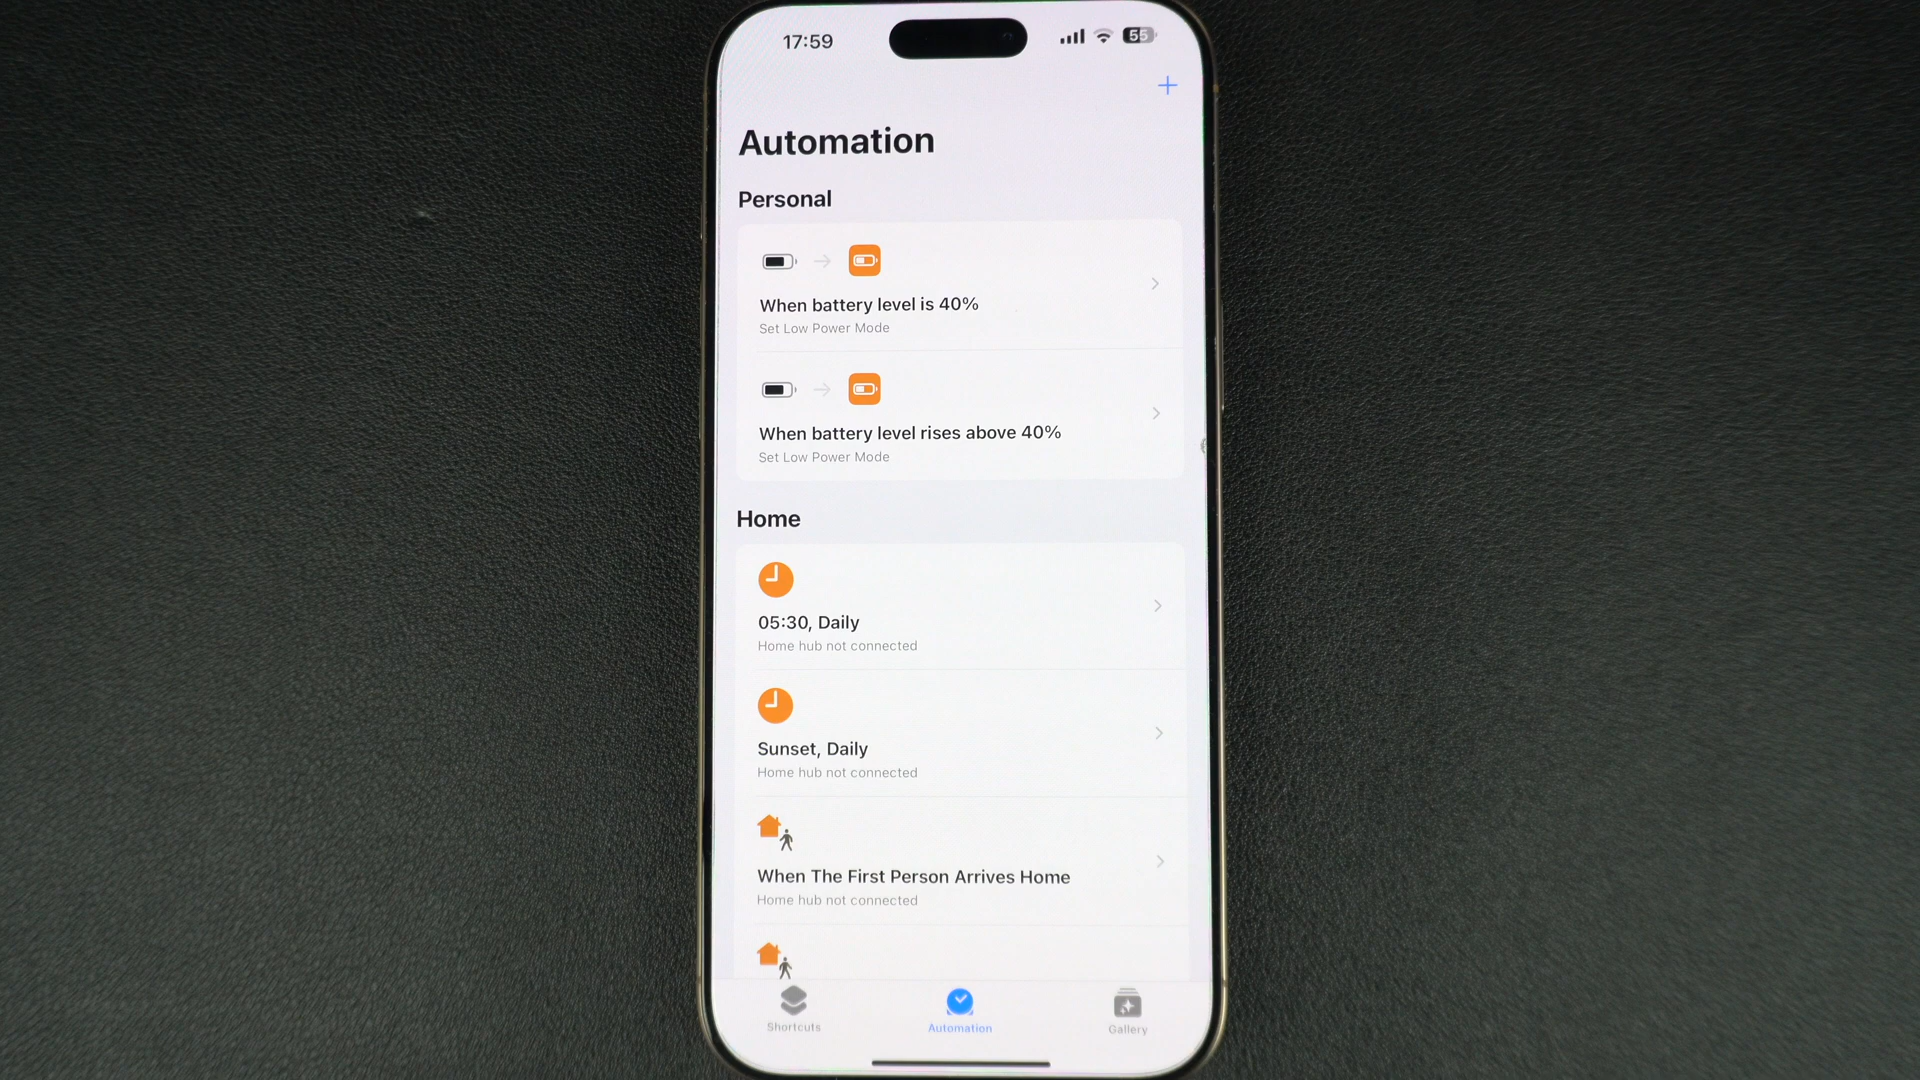 17:59
55
Automation
Personal
When battery level is 40%
Set Low Power Mode
When battery level rises above 40%
Set Low Power Mode
Home
05:30, Daily
Home hub not connected
Sunset, Daily
Home hub not connected
When The First Person Arrives Home
Home hub not connected
Shortcuts
Automation
Gallery